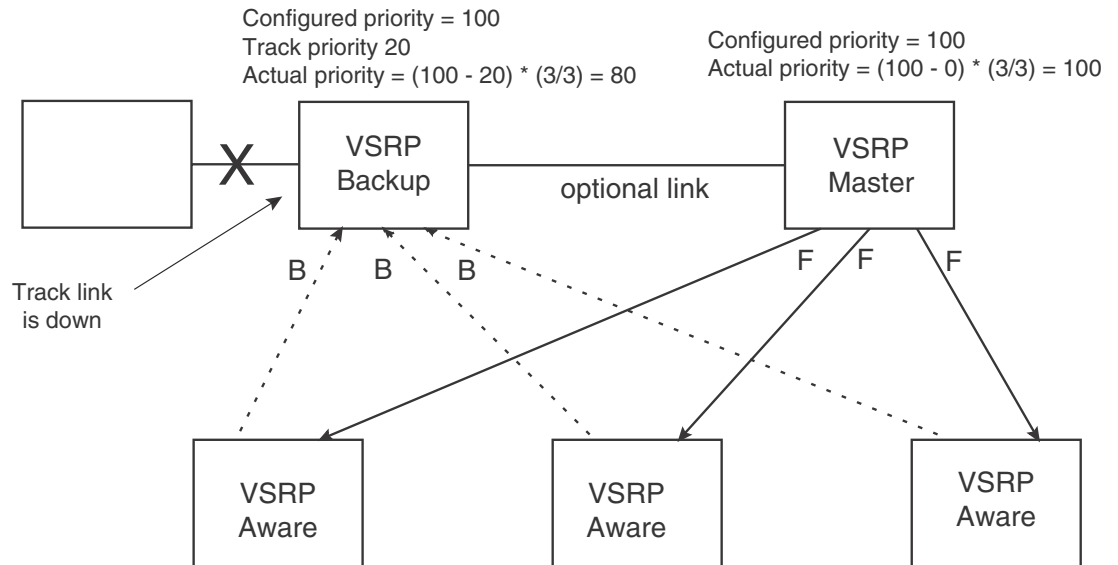 Configured priority = 100
Track priority 20
Actual priority = (100 - 20) * (3/3) = 80
Configured priority = 100
Actual priority = (100 - 0) * (3/3) = 100
X
VSRP
Backup
optional link
VSRP
Master
B
B
B
F
F
F
Track link
is down
VSRP
Aware
VSRP
Aware
VSRP
Aware